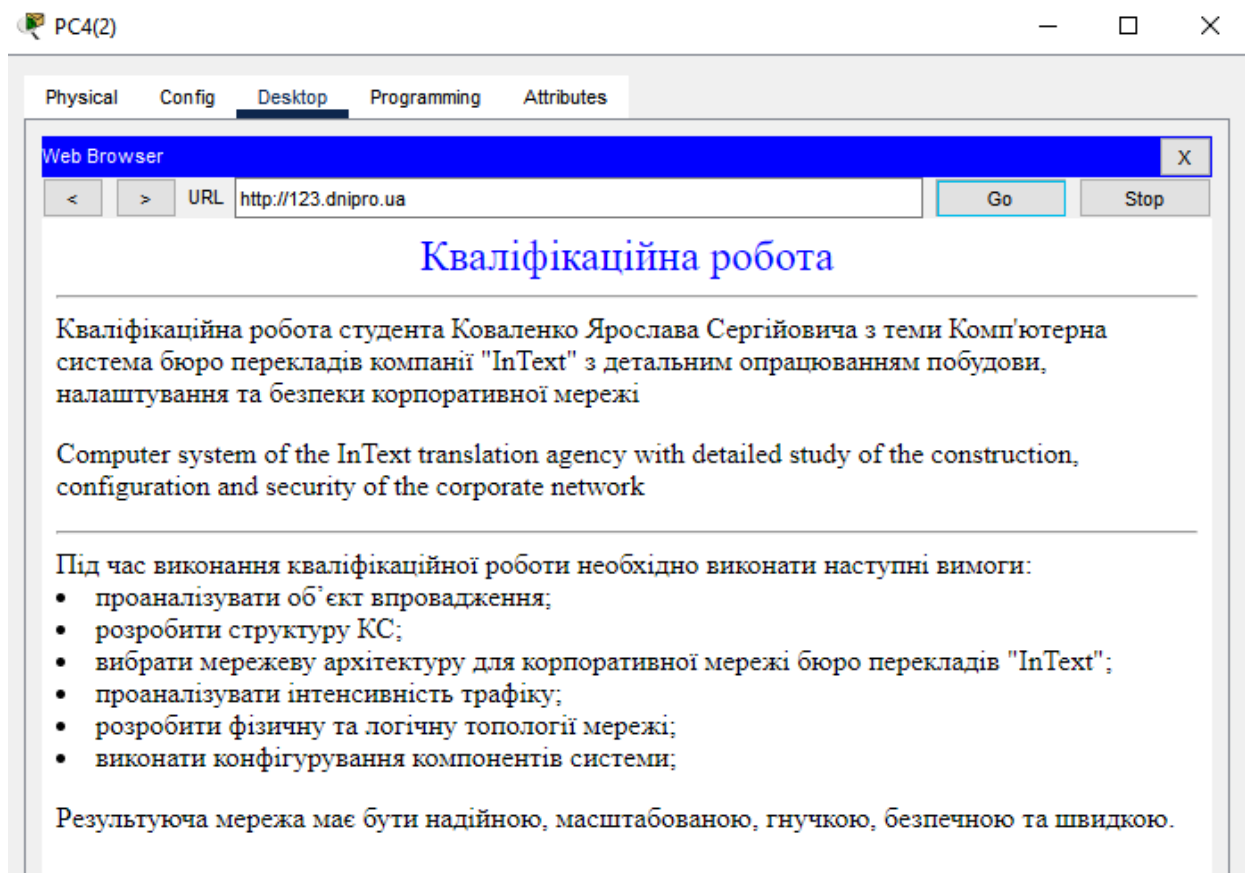 PC4(2)
Physical Config Desktop Programming Attributes
Web Browser X
< > URL http://123.dnipro.ua Go Stop
Кваліфікаційна робота
Кваліфікаційна робота студента Коваленко Ярослава Сергійовича з теми Комп'ютерна
система бюро перекладів компанії "InText" з детальним опрацюванням побудови,
налаштування та безпеки корпоративної мережі
Computer system of the InText translation agency with detailed study of the construction,
configuration and security of the corporate network
Під час виконання кваліфікаційної роботи необхідно виконати наступні вимоги:
• проаналізувати об’єкт впровадження;
• розробити структуру КС;
• вибрати мережеву архітектуру для корпоративної мережі бюро перекладів "InText";
• проаналізувати інтенсивність трафіку;
• розробити фізичну та логічну топології мережі;
• виконати конфігурування компонентів системи;
Результуюча мережа має бути надійною, масштабованою, гнучкою, безпечною та швидкою.